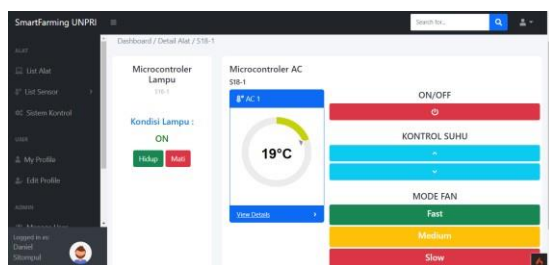 SmartFarming UNPRI
Search for...
Dashboard / Detail Alat / S18-1
ALAT
List Alat
List Sensor
Sistem Kontrol
USER
My Profile
Edit Profile
ADMIN
Manage User
Logged in as:
Daniel
Sitompul
Microcontroler
Lampu
S18-1
Kondisi Lampu :
ON
Hidup
Mati
Microcontroler AC
S18-1
AC 1
19°C
View Details
ON/OFF
KONTROL SUHU
MODE FAN
Fast
Medium
Slow